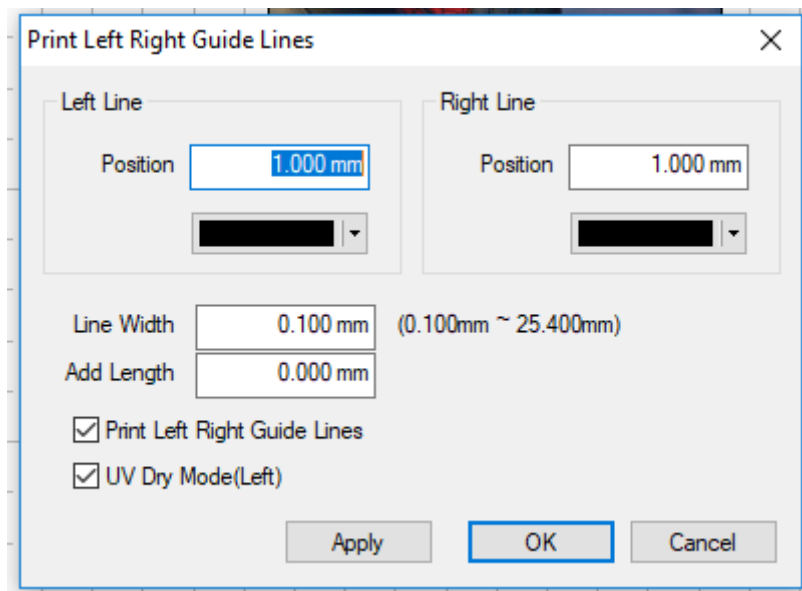 Print Left Right Guide Lines
Left Line
Right Line
Position 1.000 mm
Position 1.000 mm
Line Width 0.100 mm (0.100mm ~ 25.400mm)
Add Length 0.000 mm
Print Left Right Guide Lines
UV Dry Mode(Left)
Apply OK Cancel